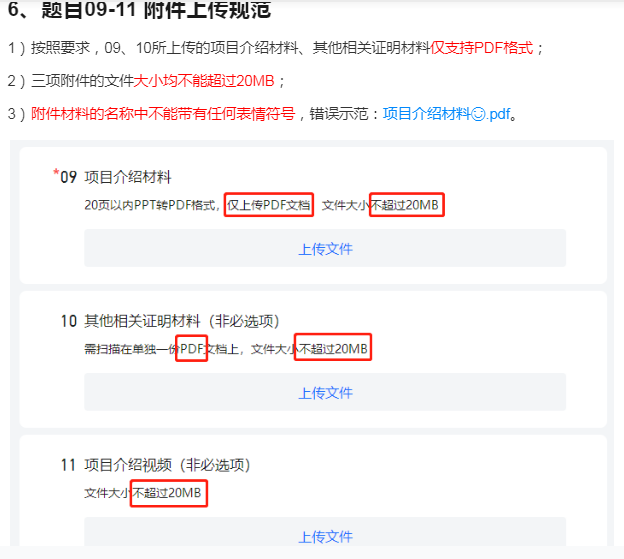 6、题目09-11 附件上传规范
1）按照要求，09、10所上传的项目介绍材料、其他相关证明材料仅支持PDF格式；
2）三项附件的文件大小均不能超过20MB；
3）附件材料的名称中不能带有任何表情符号，错误示范：项目介绍材料☺.pdf。
*09 项目介绍材料
20页以内PPT转PDF格式，仅上传PDF文档，文件大小不超过20MB
上传文件
10 其他相关证明材料（非必选项）
需扫描在单独一份PDF文档上，文件大小不超过20MB
上传文件
11 项目介绍视频（非必选项）
文件大小不超过20MB
上传文件